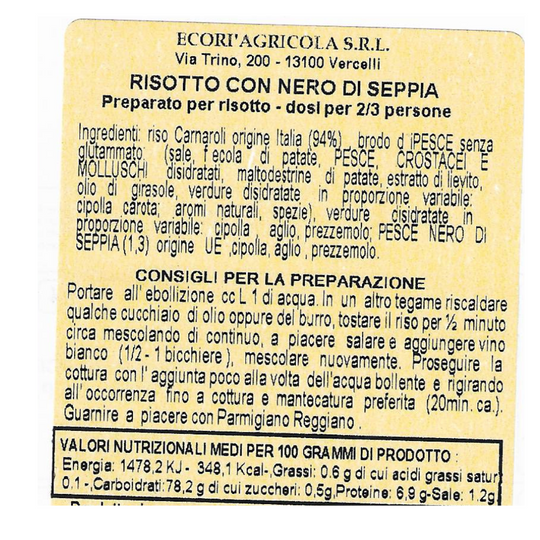 ECORI'AGRICOLA S.R.L.
Via Trino, 200 - 13100 Vercelli
RISOTTO CON NERO DI SEPPIA
Preparato per risotto - dosi per 2/3 persone
Ingredienti: riso Carnaroli origine Italia (94%) , brodo d iPESCE senza
glutammato (sale, f ecola di patate, PESCE, CROSTACEI E
MOLLUSCHI disidratati, maltodestrine di patate, estratto di lievito,
olio di girasole, verdure disidratate in proporzione variabile:
cipolla carota; aromi naturali, spezie), verdure disidratate in
proporzione variabile: cipolla , aglio, prezzemolo; PESCE NERO DI
SEPPIA (1,3) origine UE ,cipolla, aglio , prezzemolo.
CONSIGLI PER LA PREPARAZIONE
Portare all' ebollizione cc L 1 di acqua. In un altro tegame riscaldare
qualche cucchiaio di olio oppure del burro, tostare il riso per ½ minuto
circa mescolando di continuo, a piacere salare e aggiungere vino
bianco (1/2 - 1 bicchiere ), mescolare nuovamente. Proseguire la
cottura con l' aggiunta poco alla volta dell'acqua bollente e rigirando
all' occorrenza fino a cottura e mantecatura preferita (20min. ca.).
Guarnire a piacere con Parmigiano Reggiano .
VALORI NUTRIZIONALI MEDI PER 100 GRAMMI DI PRODOTTO :
Energia: 1478,2 KJ - 348,1 Kcal-,Grassi: 0.6 g di cui acidi grassi satur
0.1 -,Carboidrati:78,2 g di cui zuccheri: 0,5g,Proteine: 6,9 g-Sale: 1.2g